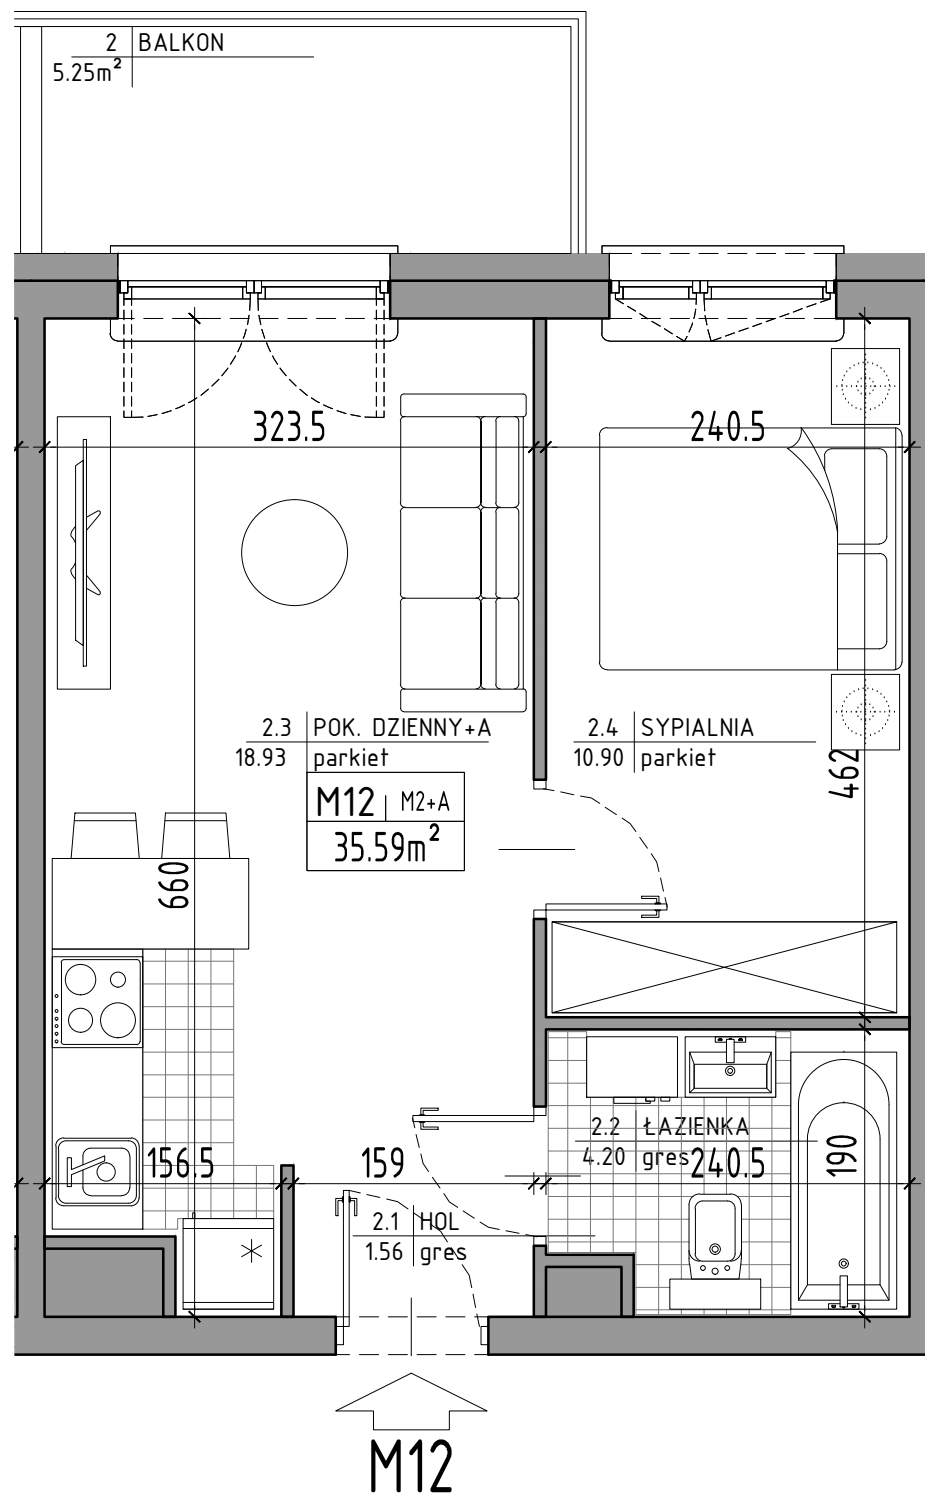 2 BALKON
5.25m²
323.5
240.5
2.3 POK. DZIENNY+A
18.93 parkiet
2.4 SYPIALNIA
10.90 parkiet
462
M12 M2+A
35.59m²
660
2.2 ŁAZIENKA
4.20 gres
156.5
159
240.5
190
2.1 HOL
1.56 gres
M12